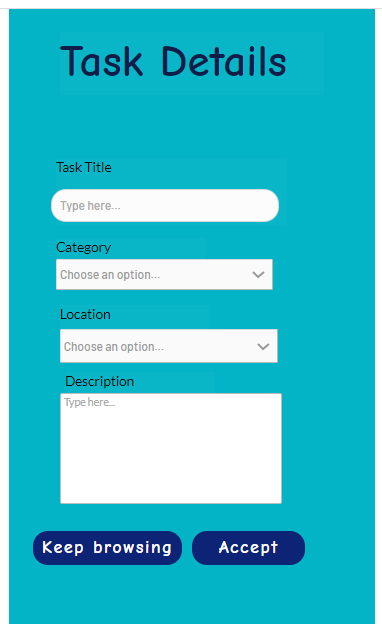 Task Details
Task Title
Type here...
Category
Choose an option...
Location
Choose an option...
Description
Type here...
Keep browsing
Accept